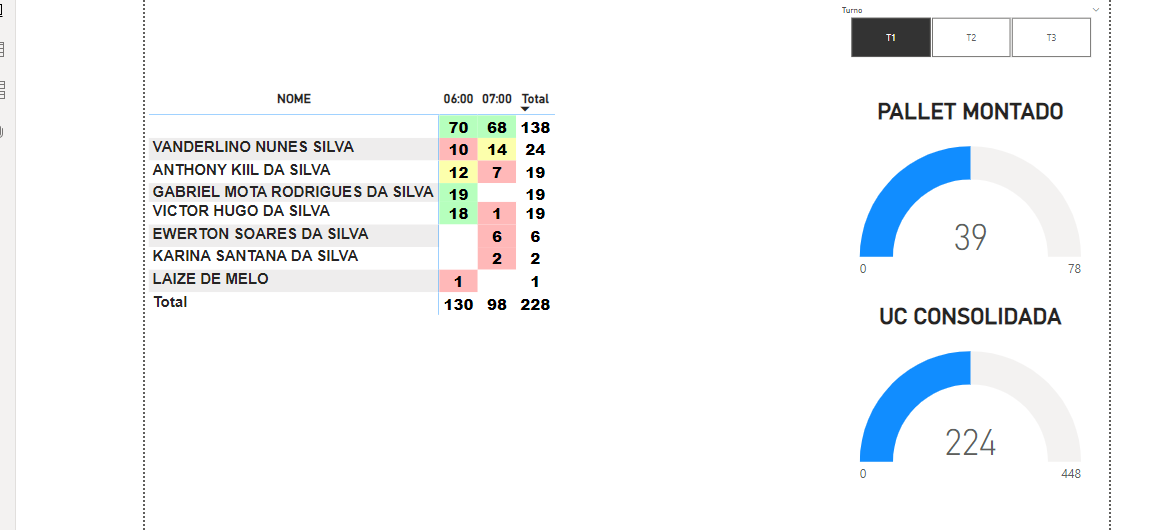 Turno
T1 T2 T3
NOME 06:00 07:00 Total
70 68 138
VANDERLINO NUNES SILVA 10 14 24
ANTHONY KIIL DA SILVA 12 7 19
GABRIEL MOTA RODRIGUES DA SILVA 19 19
VICTOR HUGO DA SILVA 18 1 19
EWERTON SOARES DA SILVA 6 6
KARINA SANTANA DA SILVA 2 2
LAIZE DE MELO 1 1
Total 130 98 228
PALLET MONTADO
39
0 78
UC CONSOLIDADA
224
0 448